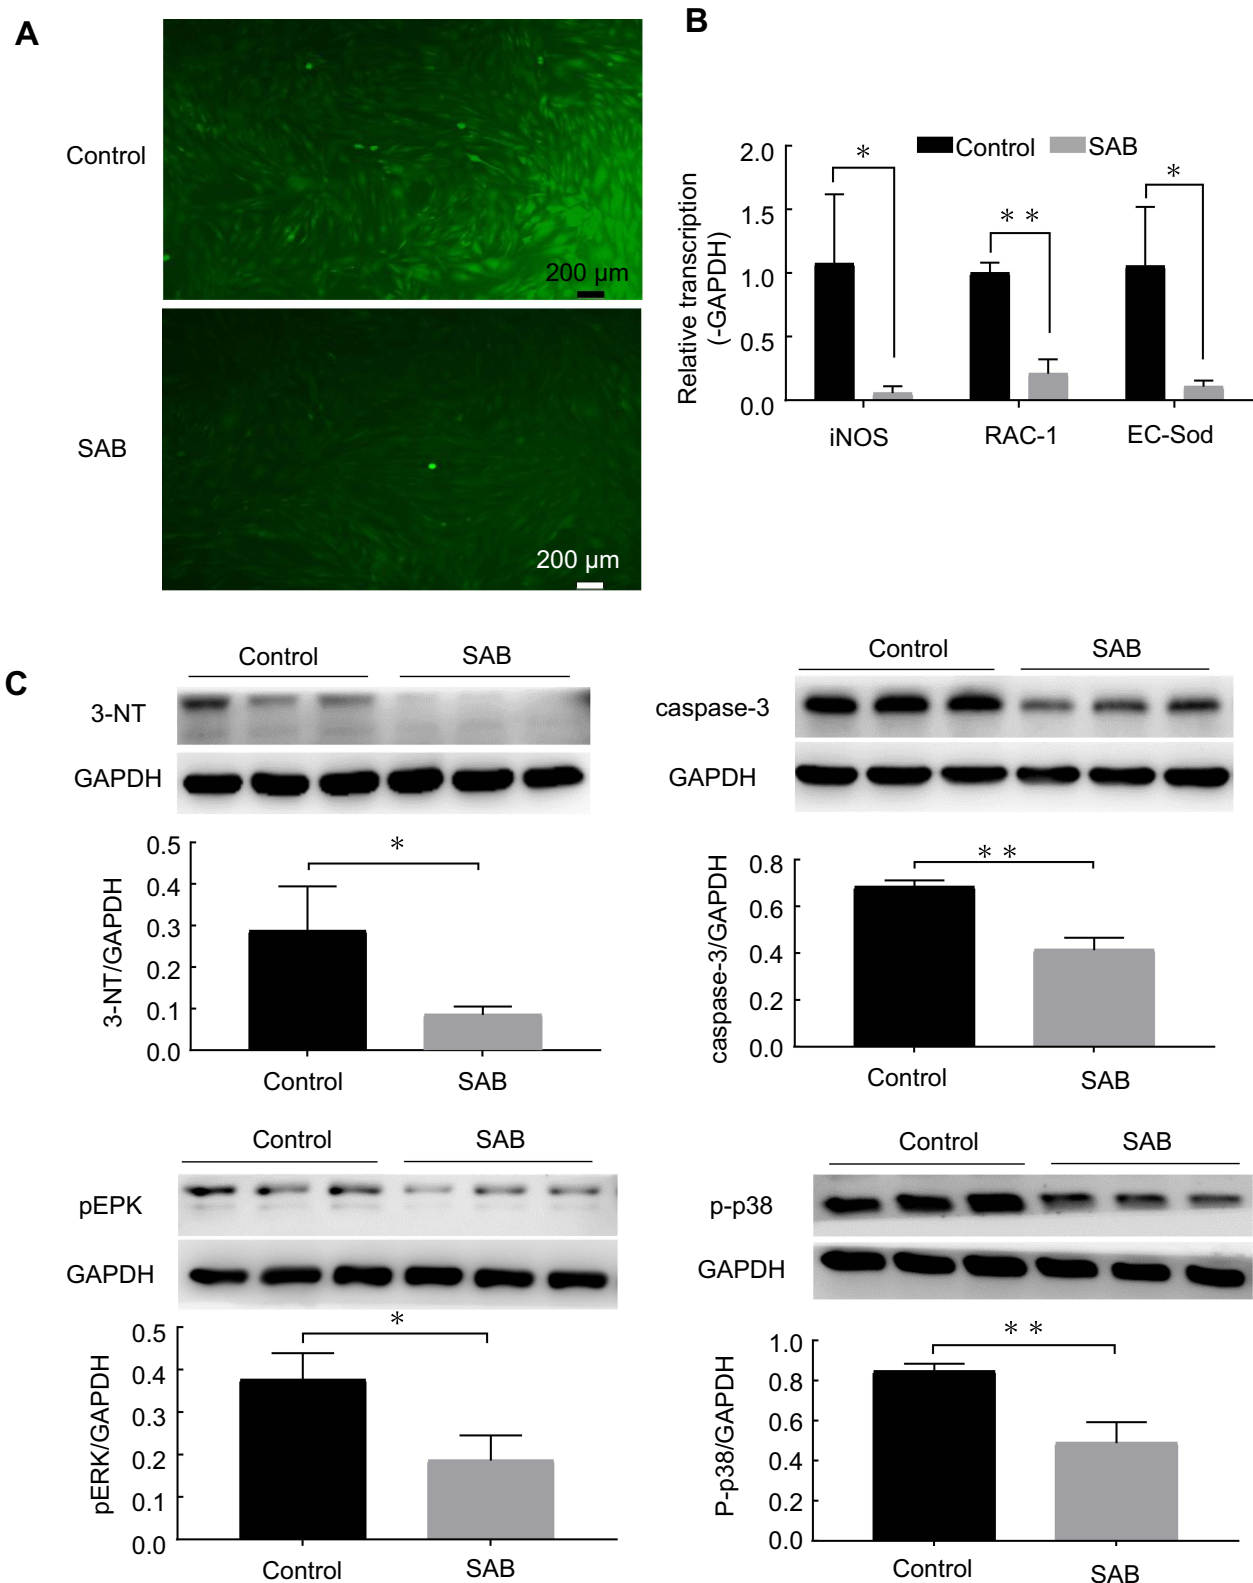 A
Control
200 µm
SAB
200 µm
B
Control SAB
Relative transcription
(-GAPDH)
2.0
1.5
1.0
0.5
0.0
*
* *
*
iNOS RAC-1 EC-Sod
C
Control SAB
3-NT
GAPDH
3-NT/GAPDH
0.5
0.4
0.3
0.2
0.1
0.0
*
Control SAB
Control SAB
caspase-3
GAPDH
caspase-3/GAPDH
0.8
0.6
0.4
0.2
0.0
* *
Control SAB
Control SAB
pEPK
GAPDH
pERK/GAPDH
0.5
0.4
0.3
0.2
0.1
0.0
*
Control SAB
Control SAB
p-p38
GAPDH
P-p38/GAPDH
1.0
0.8
0.6
0.4
0.2
0.0
* *
Control SAB